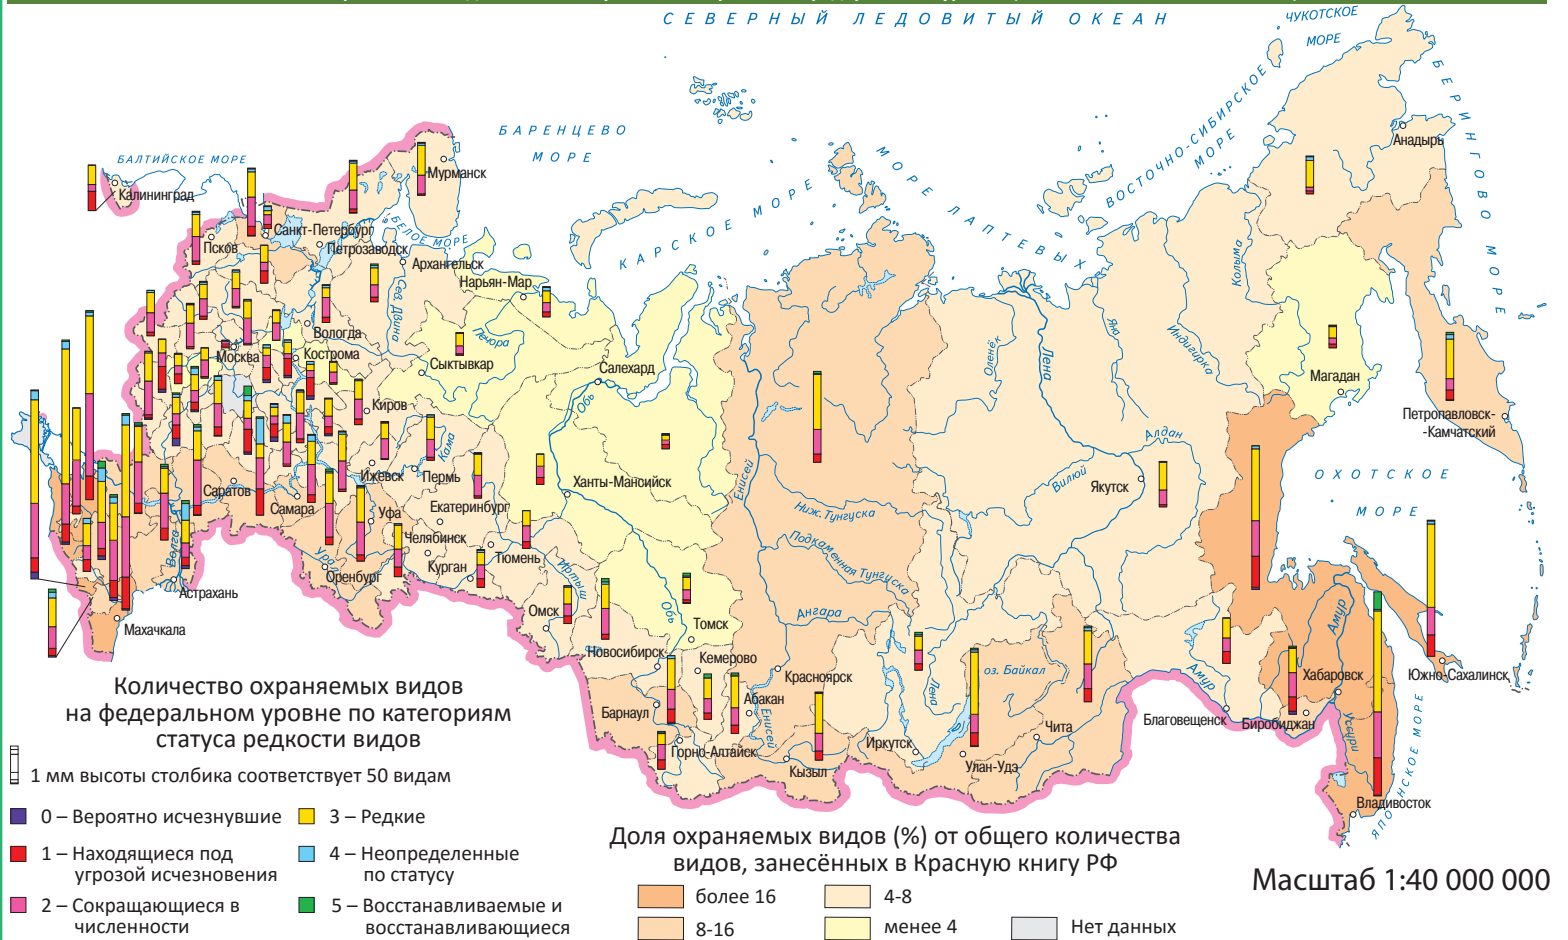 СЕВЕРНЫЙ ЛЕДОВИТЫЙ ОКЕАН
ЧУКОТСКОЕ
МОРЕ
БЕРИНГОВО МОРЕ
ВОСТОЧНО-СИБИРСКОЕ
МОРЕ
БАРЕНЦЕВО
МОРЕ
БАЛТИЙСКОЕ МОРЕ
МОРЕ ЛАПТЕВЫХ
КАРСКОЕ МОРЕ
БЕЛОЕ МОРЕ
Анадырь
Мурманск
Калининград
Санкт-Петербург
Псков
Петрозаводск
Архангельск
Нарьян-Мар
Сев. Двина
Печора
Колыма
Индигирка
Яна
Лена
Оленёк
Вологда
Москва
Кострома
Сыктывкар
Салехард
Обь
Магадан
Петропавловск-
-Камчатский
Киров
Кама
Алдан
Вилюй
Якутск
ОХОТСКОЕ
МОРЕ
Ижевск
Пермь
Ханты-Мансийск
Енисей
Саратов
Самара
Уфа
Екатеринбург
Ниж. Тунгуска
Челябинск
Подкаменная Тунгуска
Волга
Урал
Оренбург
Курган
Тюмень
Иртыш
Астрахань
Махачкала
Омск
Обь
Томск
Ангара
Амур
Новосибирск
Кемерово
Красноярск
оз. Байкал
Лена
Амур
Хабаровск
Южно-Сахалинск
Барнаул
Абакан
Енисей
Чита
Благовещенск
Биробиджан
Уссури
Горно-Алтайск
Кызыл
Иркутск
Улан-Удэ
Владивосток
ЯПОНСКОЕ МОРЕ
Количество охраняемых видов
на федеральном уровне по категориям
статуса редкости видов
1 мм высоты столбика соответствует 50 видам
0 – Вероятно исчезнувшие
1 – Находящиеся под
угрозой исчезновения
2 – Сокращающиеся в
численности
3 – Редкие
4 – Неопределенные
по статусу
5 – Восстанавливаемые и
восстанавливающиеся
Доля охраняемых видов (%) от общего количества
видов, занесённых в Красную книгу РФ
более 16
8-16
4-8
менее 4
Нет данных
Масштаб 1:40 000 000